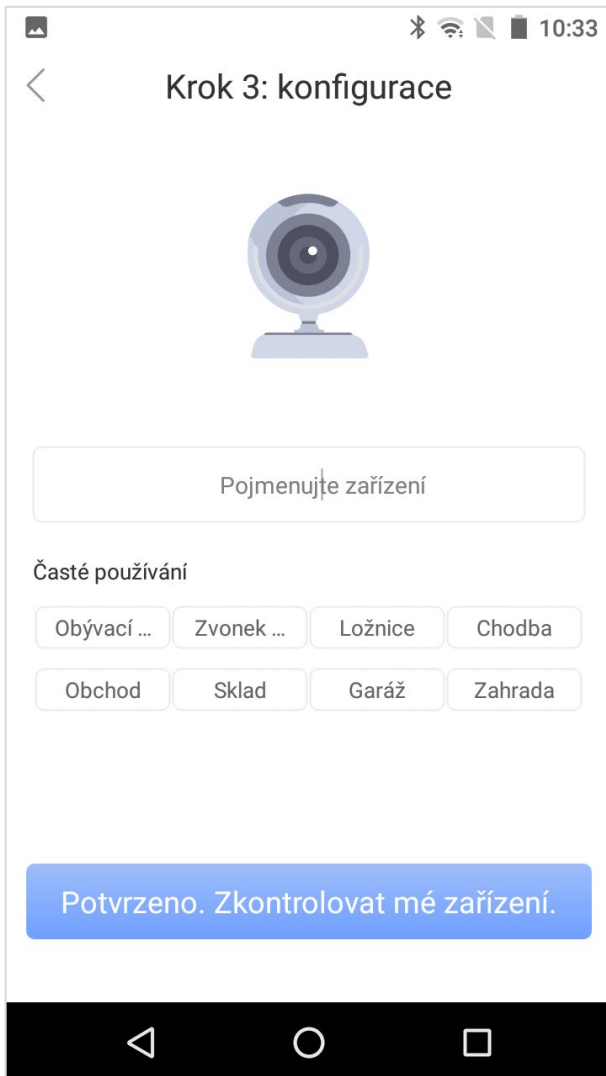 10:33
Krok 3: konfigurace
Pojmenujte zařízení
Časté používání
Obývací ... Zvonek ... Ložnice Chodba
Obchod Sklad Garáž Zahrada
Potvrzeno. Zkontrolovat mé zařízení.